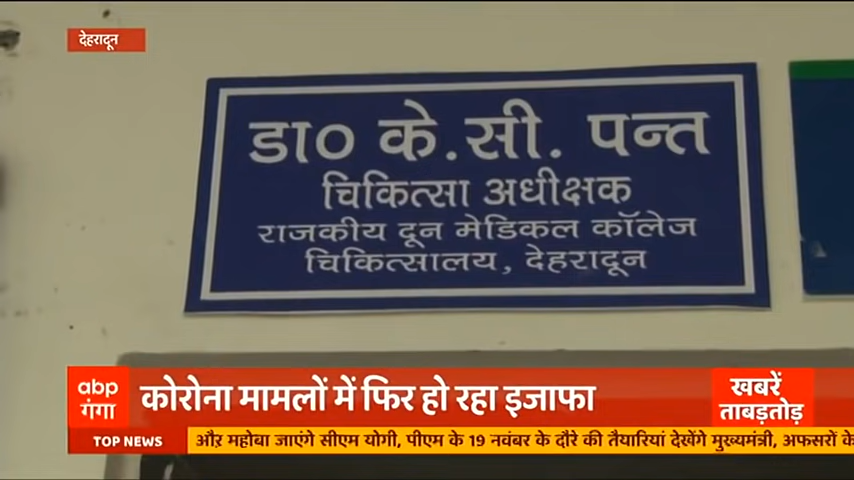 देहरादून
डा० के.सी. पन्त
चिकित्सा अधीक्षक
राजकीय दून मेडिकल कॉलेज
चिकित्सालय, देहरादून
abp
गंगा
कोरोना मामलों में फिर हो रहा इजाफा
खबरें
ताबड़तोड़
TOP NEWS
और महोबा जाएंगे सीएम योगी, पीएम के 19 नवंबर के दौरे की तैयारियां देखेंगे मुख्यमंत्री, अफसरों के